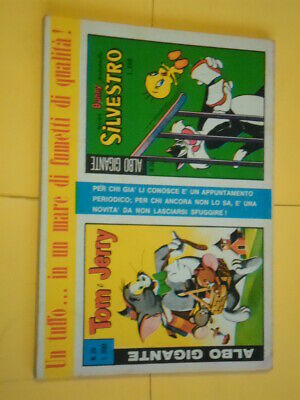 Un tuffo... in un mare di fumetti di qualità!
Bunny
SILVESTRO
ALBO GIGANTE
PER CHI GIA' LI CONOSCE E' UN APPUNTAMENTO
PERIODICO; PER CHI ANCORA NON LO SA, E' UNA
NOVITA' DA NON LASCIARSI SFUGGIRE!
Tom e Jerry
ALBO GIGANTE